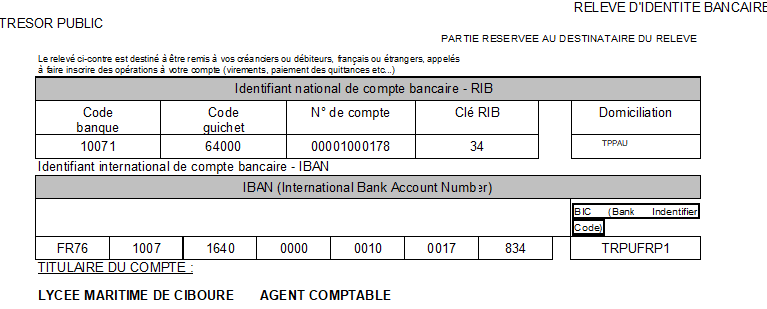 RELEVE D'IDENTITE BANCAIRE
TRESOR PUBLIC
PARTIE RESERVEE AU DESTINATAIRE DU RELEVE
Le relevé ci-contre est destiné à être remis à vos créanciers ou débiteurs, français ou étrangers, appelés
à faire inscrire des opérations à votre compte (virements, paiement des quittances etc...)
Identifiant national de compte bancaire - RIB
Code banque Code guichet N° de compte Clé RIB Domiciliation
10071 64000 00001000178 34 TPPAU
Identifiant international de compte bancaire - IBAN
IBAN (International Bank Account Number)
BIC (Bank Indentifier
Code)
FR76 1007 1640 0000 0010 0017 834 TRPUFRP1
TITULAIRE DU COMPTE :
LYCEE MARITIME DE CIBOURE AGENT COMPTABLE